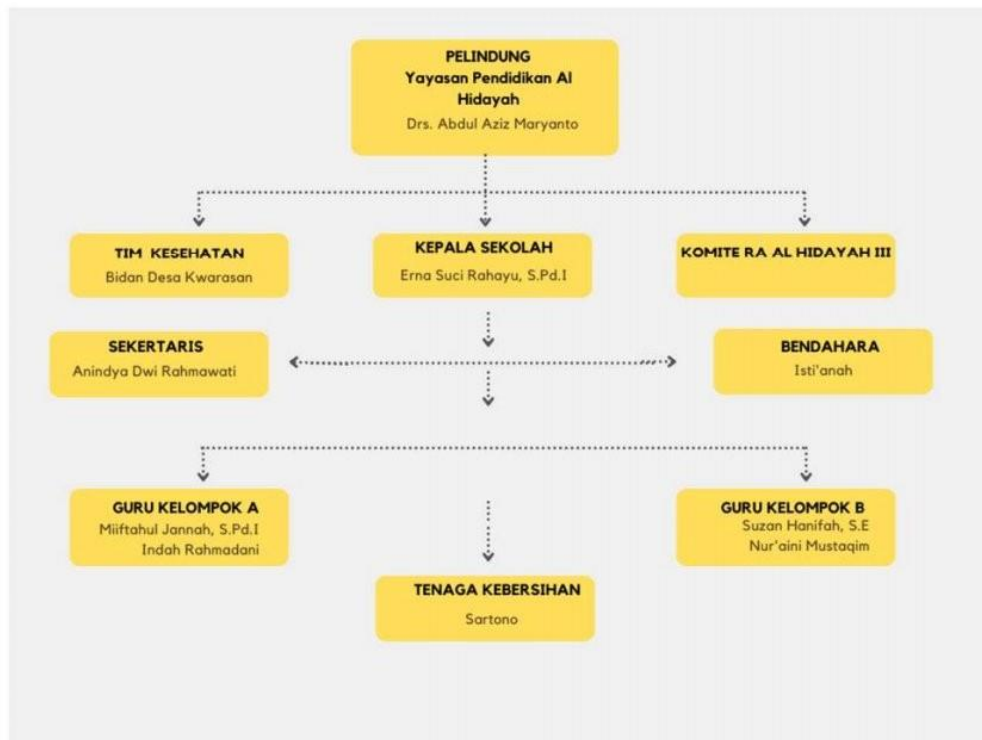 PELINDUNG
Yayasan Pendidikan Al
Hidayah
Drs. Abdul Aziz Maryanto
TIM KESEHATAN
Bidan Desa Kwarasan
KEPALA SEKOLAH
Erna Suci Rahayu, S.Pd.I
KOMITE RA AL HIDAYAH III
SEKERTARIS
Anindya Dwi Rahmawati
BENDAHARA
Isti'anah
GURU KELOMPOK A
Miiftahul Jannah, S.Pd.I
Indah Rahmadani
GURU KELOMPOK B
Suzan Hanifah, S.E
Nur'aini Mustaqim
TENAGA KEBERSIHAN
Sartono